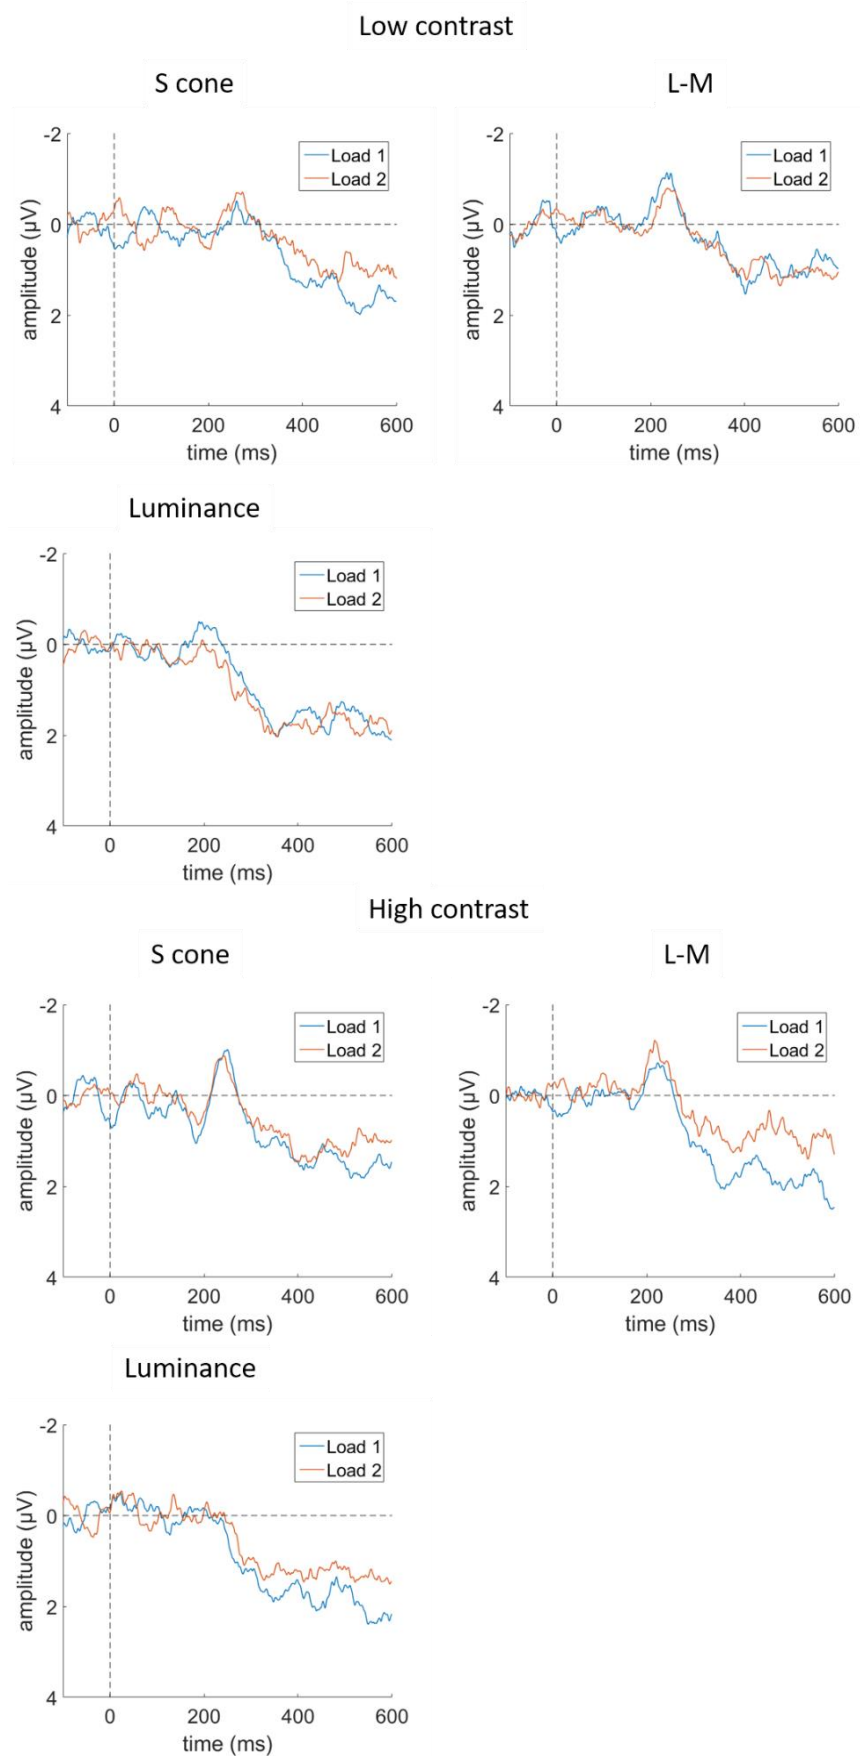 Low contrast
S cone
L-M
-2
0
2
4
amplitude (µV)
Load 1
Load 2
0
200
400
600
time (ms)
-2
0
2
4
amplitude (µV)
Load 1
Load 2
0
200
400
600
time (ms)
Luminance
-2
0
2
4
amplitude (µV)
Load 1
Load 2
0
200
400
600
time (ms)
High contrast
S cone
L-M
-2
0
2
4
amplitude (µV)
Load 1
Load 2
0
200
400
600
time (ms)
-2
0
2
4
amplitude (µV)
Load 1
Load 2
0
200
400
600
time (ms)
Luminance
-2
0
2
4
amplitude (µV)
Load 1
Load 2
0
200
400
600
time (ms)